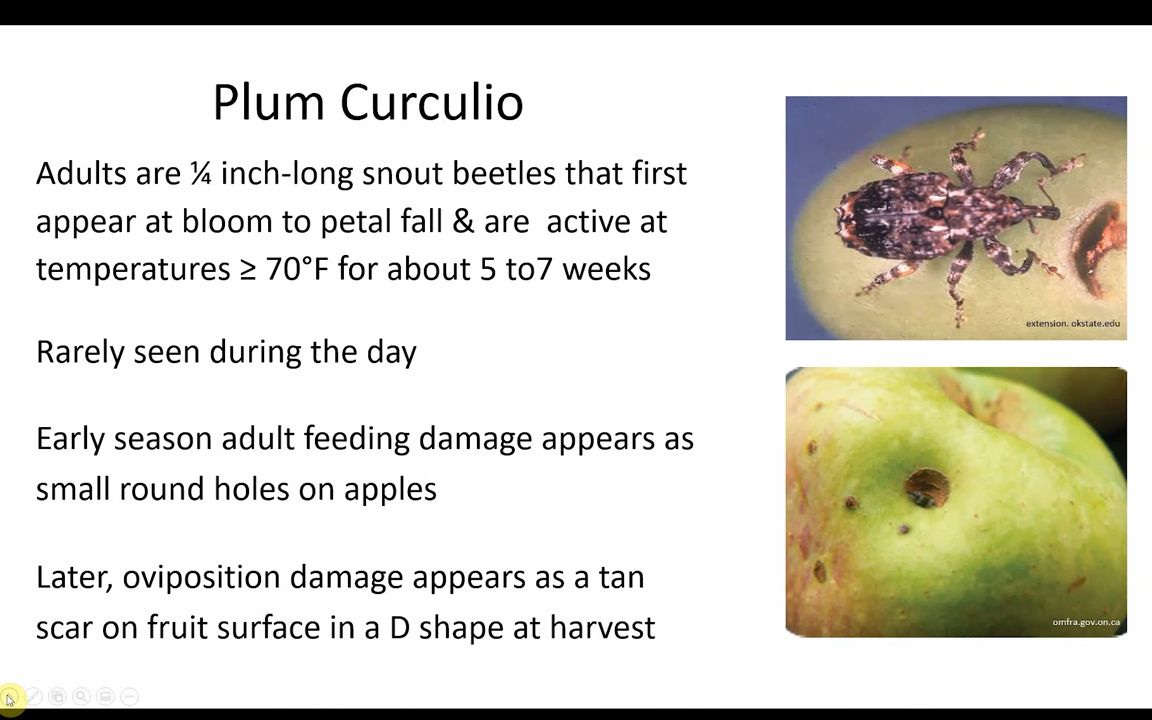 Plum Curculio
Adults are ¼ inch-long snout beetles that first
appear at bloom to petal fall & are  active at
temperatures ≥ 70°F for about 5 to7 weeks
Rarely seen during the day
Early season adult feeding damage appears as
small round holes on apples
Later, oviposition damage appears as a tan
scar on fruit surface in a D shape at harvest
extension. okstate.edu
omfra.gov.on.ca